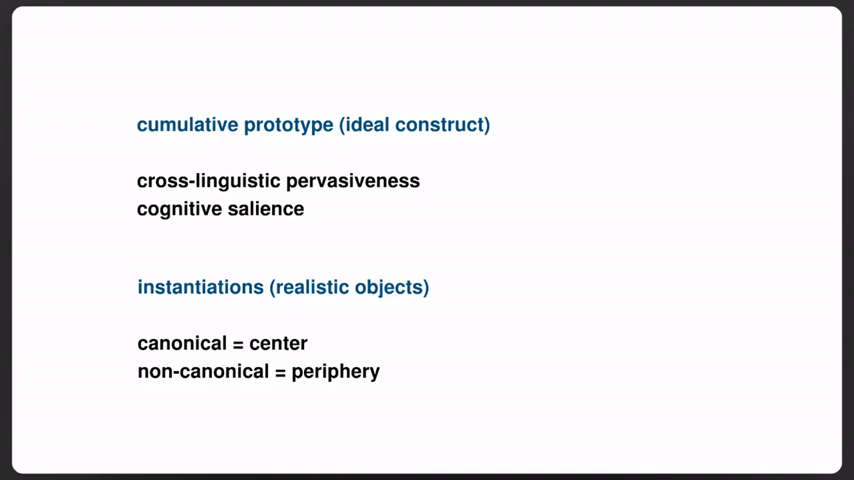 cumulative prototype (ideal construct)
cross-linguistic pervasiveness
cognitive salience
instantiations (realistic objects)
canonical = center
non-canonical = periphery